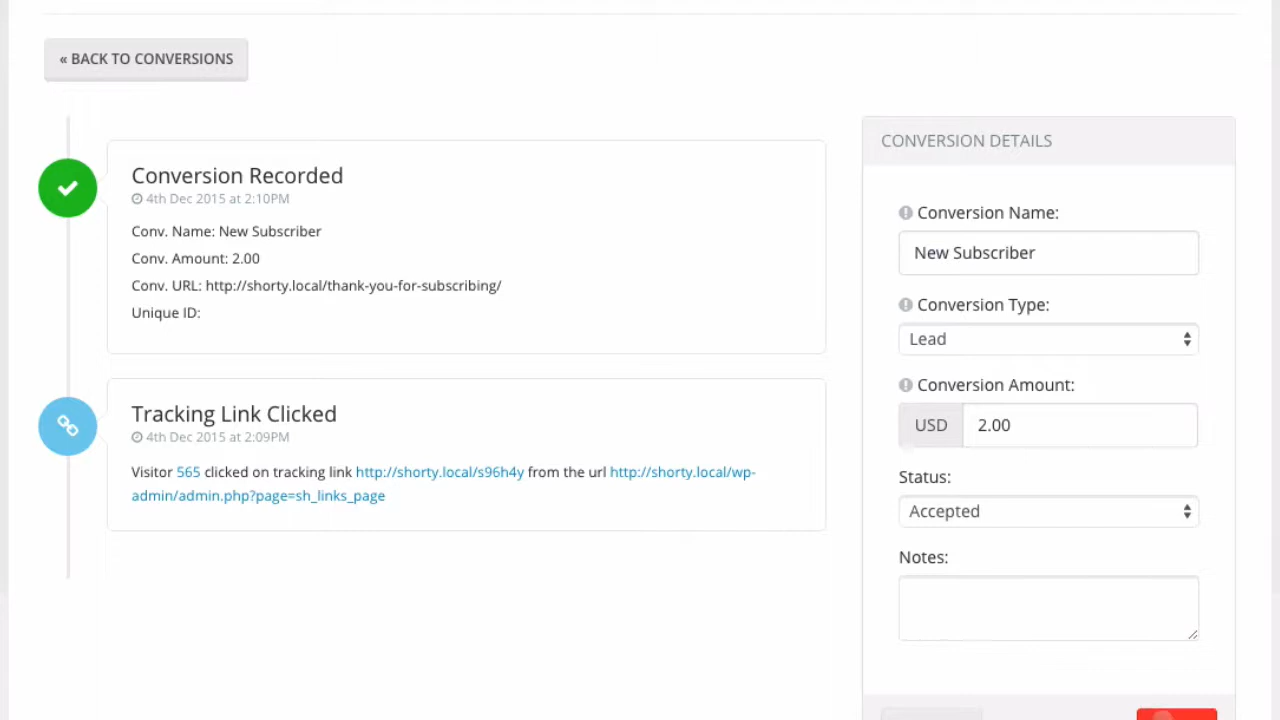 « BACK TO CONVERSIONS
Conversion Recorded
4th Dec 2015 at 2:10PM
Conv. Name: New Subscriber
Conv. Amount: 2.00
Conv. URL: http://shorty.local/thank-you-for-subscribing/
Unique ID:
Tracking Link Clicked
4th Dec 2015 at 2:09PM
Visitor 565 clicked on tracking link http://shorty.local/s96h4y from the url http://shorty.local/wp-
admin/admin.php?page=sh_links_page
CONVERSION DETAILS
Conversion Name:
New Subscriber
Conversion Type:
Lead
Conversion Amount:
USD 2.00
Status:
Accepted
Notes: